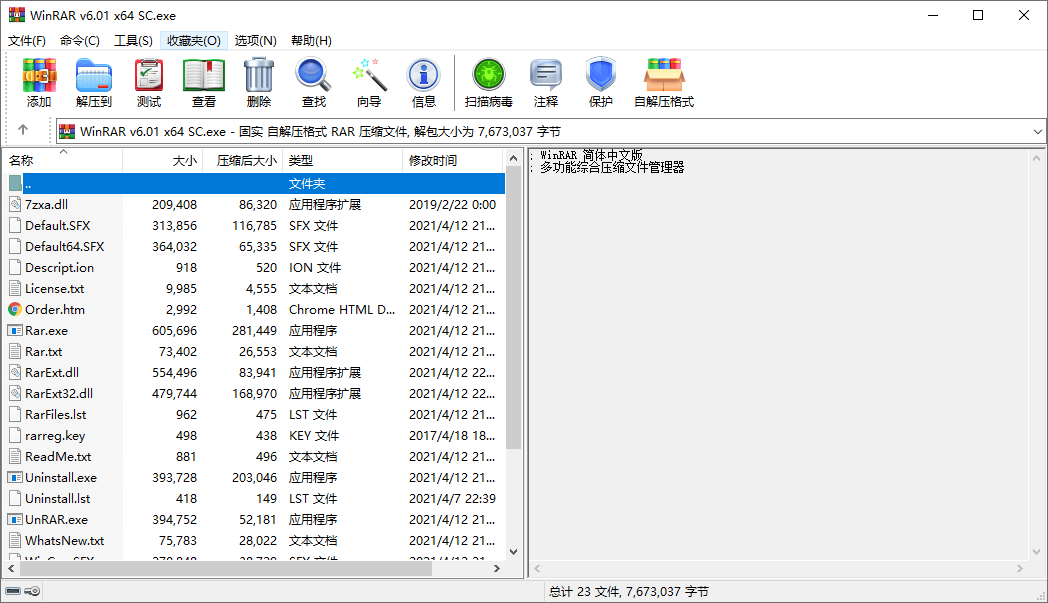 WinRAR v6.01 x64 SC.exe
文件(F) 命令(C) 工具(S) 收藏夹(O) 选项(N) 帮助(H)
添加 解压到 测试 查看 删除 查找 向导 信息 扫描病毒 注释 保护 自解压格式
WinRAR v6.01 x64 SC.exe - 固实 自解压格式 RAR 压缩文件, 解包大小为 7,673,037 字节
名称 大小 压缩后大小 类型 修改时间
.. 文件夹
7zxa.dll 209,408 86,320 应用程序扩展 2019/2/22 0:00
Default.SFX 313,856 116,785 SFX 文件 2021/4/12 21...
Default64.SFX 364,032 65,335 SFX 文件 2021/4/12 21...
Descript.ion 918 520 ION 文件 2021/4/12 21...
License.txt 9,985 4,555 文本文档 2021/4/12 21...
Order.htm 2,992 1,408 Chrome HTML D... 2021/4/12 21...
Rar.exe 605,696 281,449 应用程序 2021/4/12 21...
Rar.txt 73,402 26,553 文本文档 2021/4/12 21...
RarExt.dll 554,496 83,941 应用程序扩展 2021/4/12 22...
RarExt32.dll 479,744 168,970 应用程序扩展 2021/4/12 22...
RarFiles.lst 962 475 LST 文件 2021/4/12 21...
rarreg.key 498 438 KEY 文件 2017/4/18 18...
ReadMe.txt 881 496 文本文档 2021/4/12 21...
Uninstall.exe 393,728 203,046 应用程序 2021/4/12 21...
Uninstall.lst 418 149 LST 文件 2021/4/7 22:39
UnRAR.exe 394,752 52,181 应用程序 2021/4/12 21...
WhatsNew.txt 75,783 28,022 文本文档 2021/4/12 21...
; WinRAR 简体中文版
; 多功能综合压缩文件管理器
总计 23 文件, 7,673,037 字节